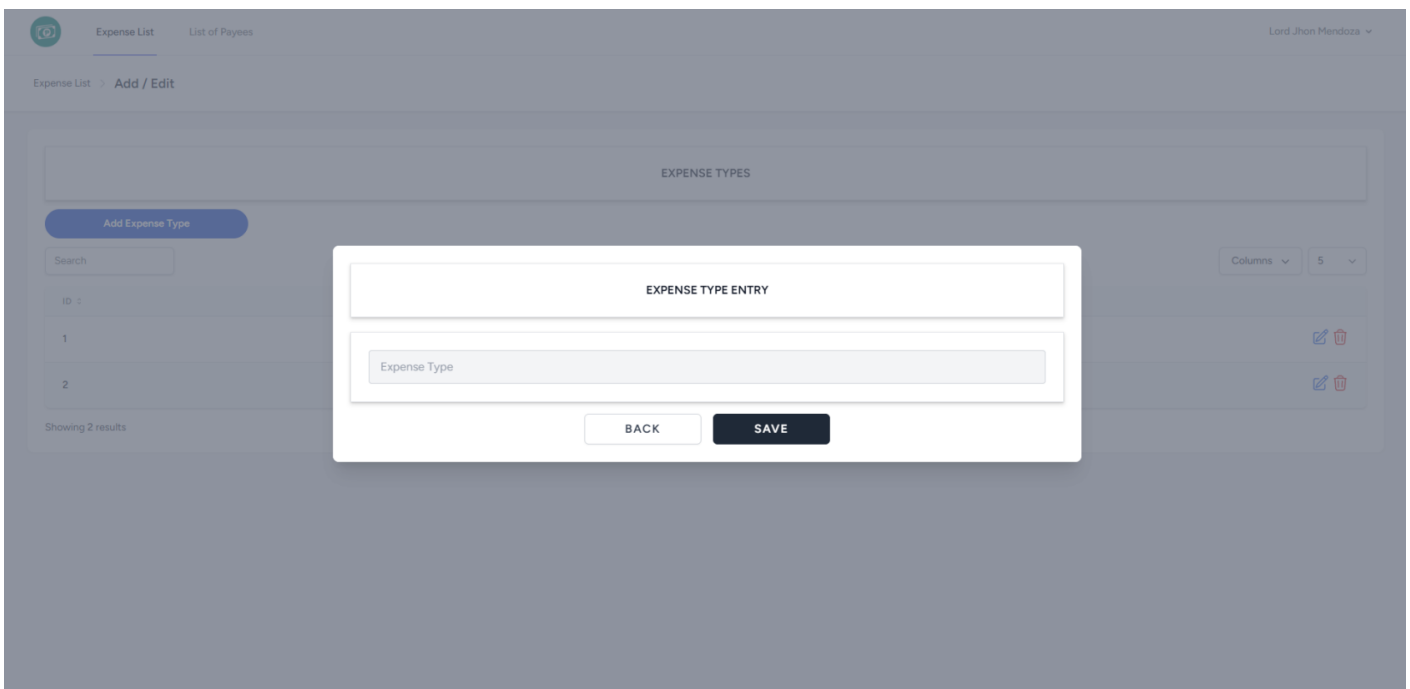 Expense List List of Payees Lord Jhon Mendoza
Expense List > Add / Edit
EXPENSE TYPES
Add Expense Type
Search Columns 5
ID
1
2
Showing 2 results
EXPENSE TYPE ENTRY
Expense Type
BACK SAVE